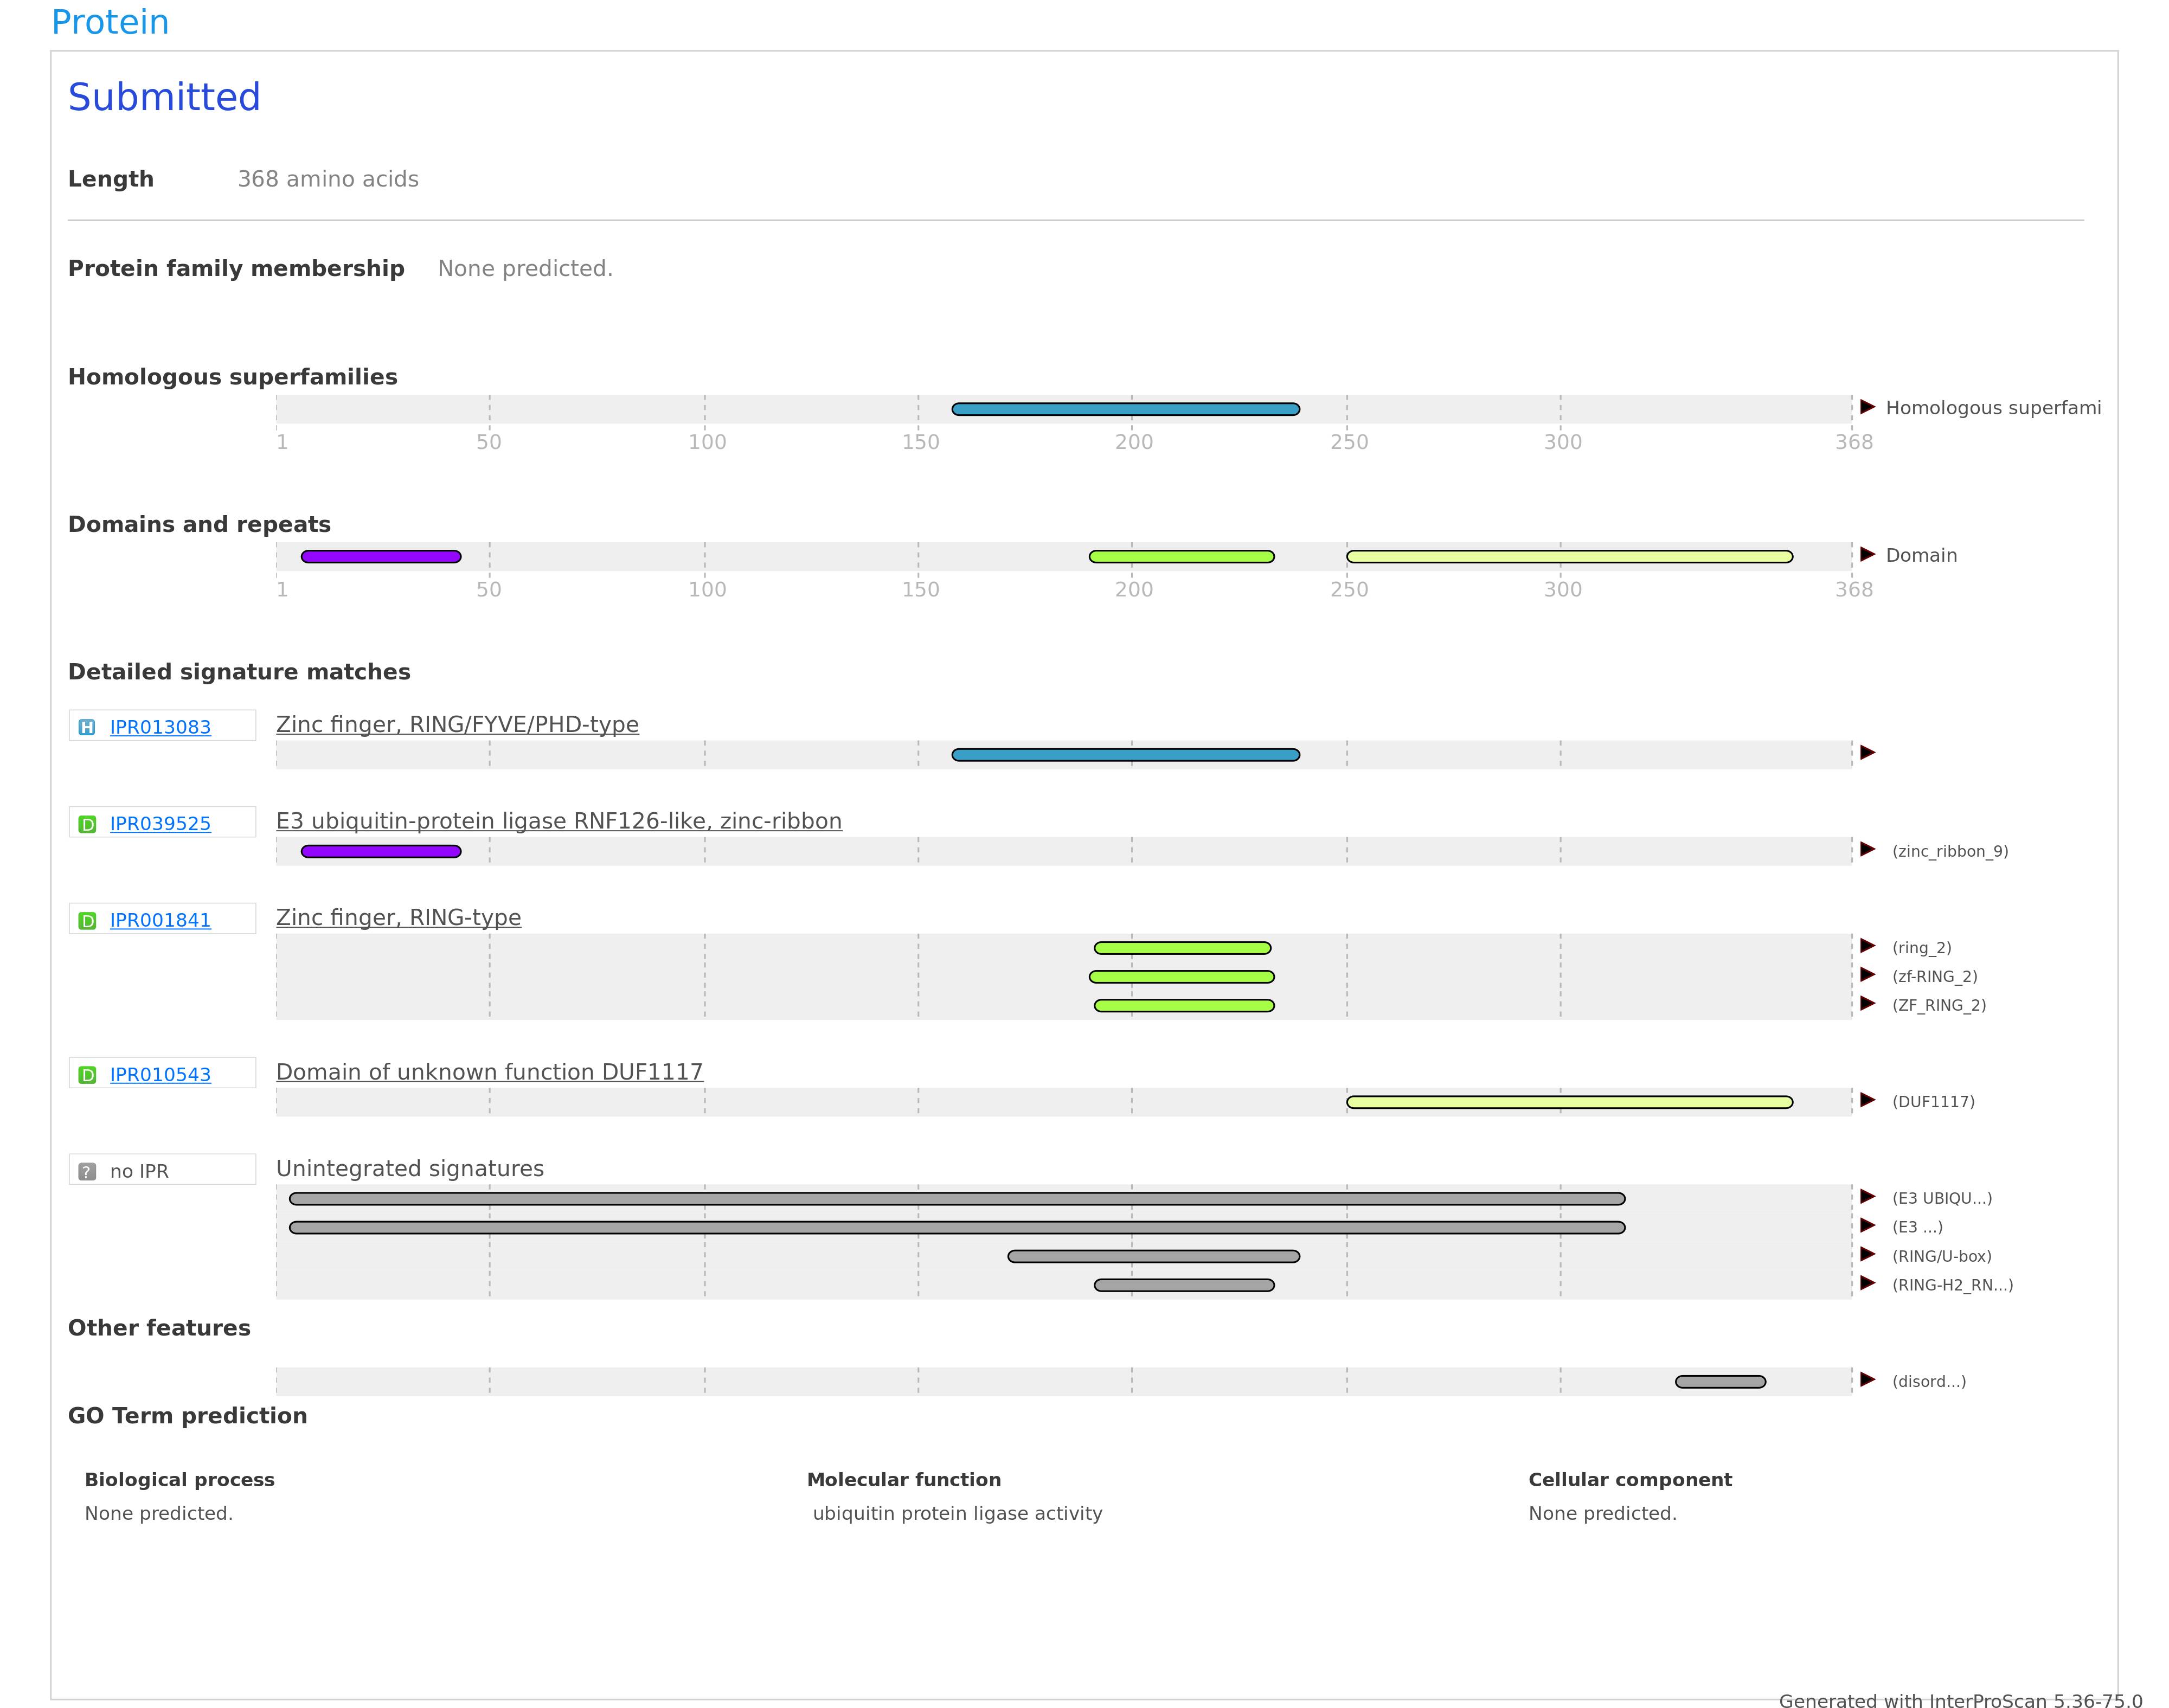 Protein
Submitted
Length 368 amino acids
Protein family membership None predicted.
Homologous superfamilies
Homologous superfami
1 50 100 150 200 250 300 368
Domains and repeats
Domain
1 50 100 150 200 250 300 368
Detailed signature matches
H IPR013083 Zinc finger, RING/FYVE/PHD-type
D IPR039525 E3 ubiquitin-protein ligase RNF126-like, zinc-ribbon
(zinc_ribbon_9)
D IPR001841 Zinc finger, RING-type
(ring_2)
(zf-RING_2)
(ZF_RING_2)
D IPR010543 Domain of unknown function DUF1117
(DUF1117)
? no IPR Unintegrated signatures
(E3 UBIQU...)
(E3 ...)
(RING/U-box)
(RING-H2_RN...)
Other features
(disord...)
GO Term prediction
Biological process Molecular function Cellular component
None predicted. ubiquitin protein ligase activity None predicted.
Generated with InterProScan 5.36-75.0